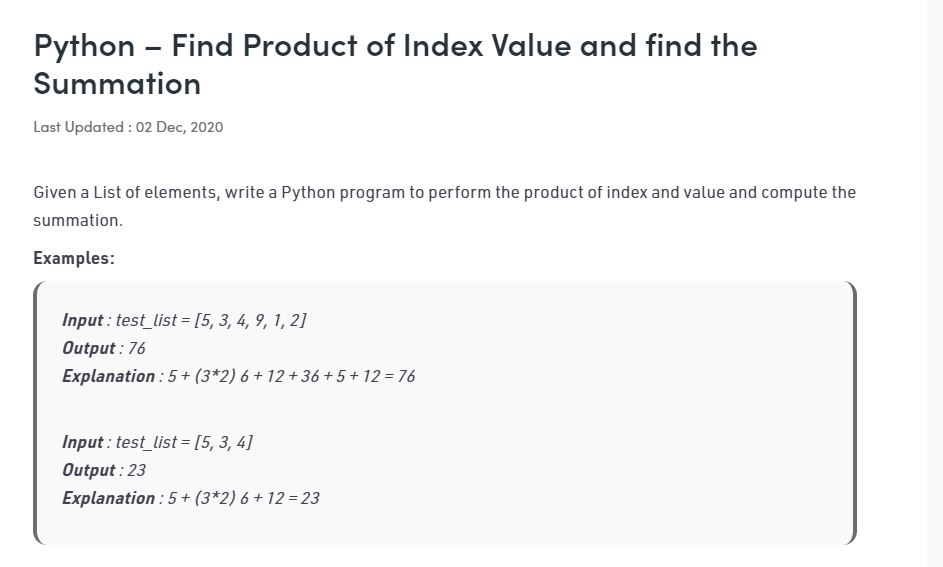 Python – Find Product of Index Value and find the
Summation
Last Updated : 02 Dec, 2020
Given a List of elements, write a Python program to perform the product of index and value and compute the
summation.
Examples:
Input : test_list = [5, 3, 4, 9, 1, 2]
Output : 76
Explanation : 5 + (3*2) 6 + 12 + 36 + 5 + 12 = 76
Input : test_list = [5, 3, 4]
Output : 23
Explanation : 5 + (3*2) 6 + 12 = 23